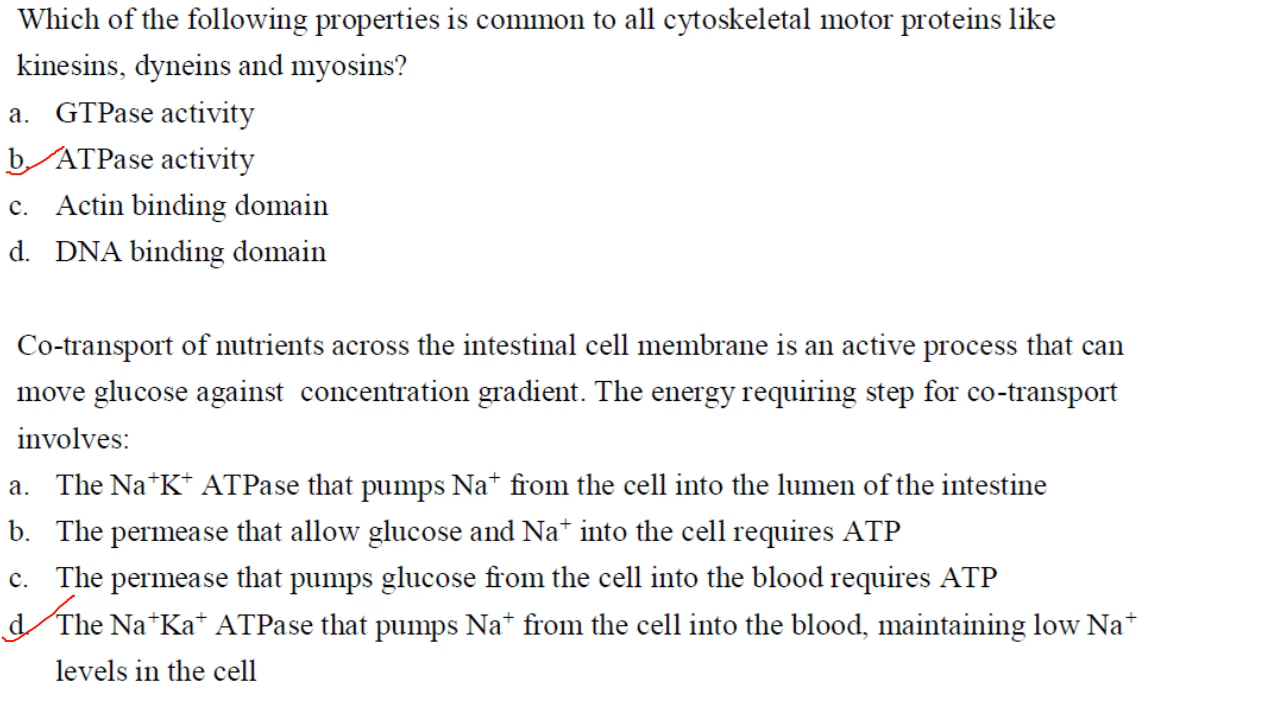 Which of the following properties is common to all cytoskeletal motor proteins like
kinesins, dyneins and myosins?
a. GTPase activity
b. ATPase activity
c. Actin binding domain
d. DNA binding domain
Co-transport of nutrients across the intestinal cell membrane is an active process that can
move glucose against concentration gradient. The energy requiring step for co-transport
involves:
a. The Na⁺K⁺ ATPase that pumps Na⁺ from the cell into the lumen of the intestine
b. The permease that allow glucose and Na⁺ into the cell requires ATP
c. The permease that pumps glucose from the cell into the blood requires ATP
d. The Na⁺Ka⁺ ATPase that pumps Na⁺ from the cell into the blood, maintaining low Na⁺
levels in the cell